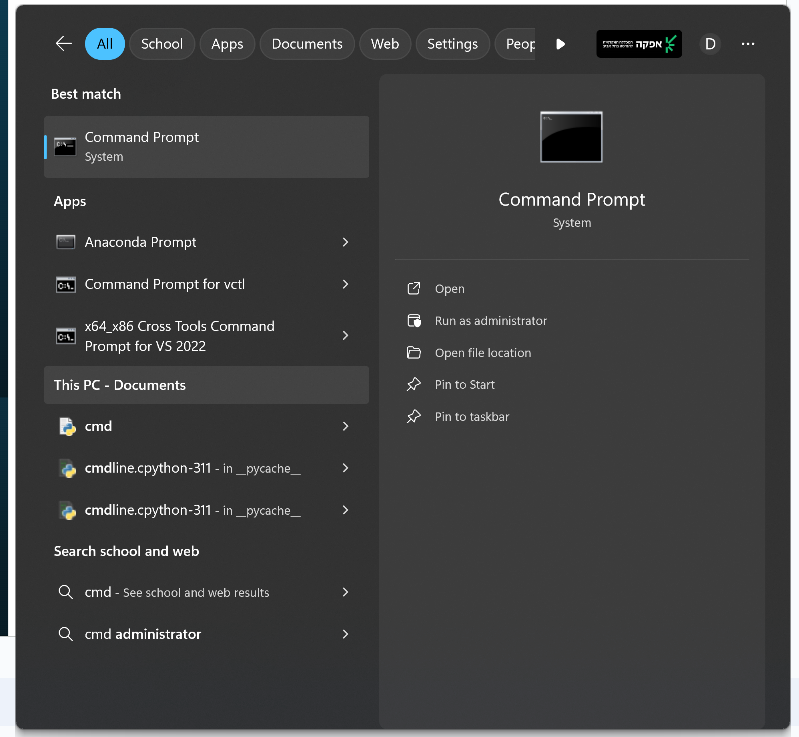 All
School
Apps
Documents
Web
Settings
Peop
אפקה
D
Best match
Command Prompt
System
Apps
Anaconda Prompt
Command Prompt for vctl
x64_x86 Cross Tools Command
Prompt for VS 2022
This PC - Documents
cmd
cmdline.cpython-311 - in __pycache__
cmdline.cpython-311 - in __pycache__
Search school and web
cmd - See school and web results
cmd administrator
Command Prompt
System
Open
Run as administrator
Open file location
Pin to Start
Pin to taskbar